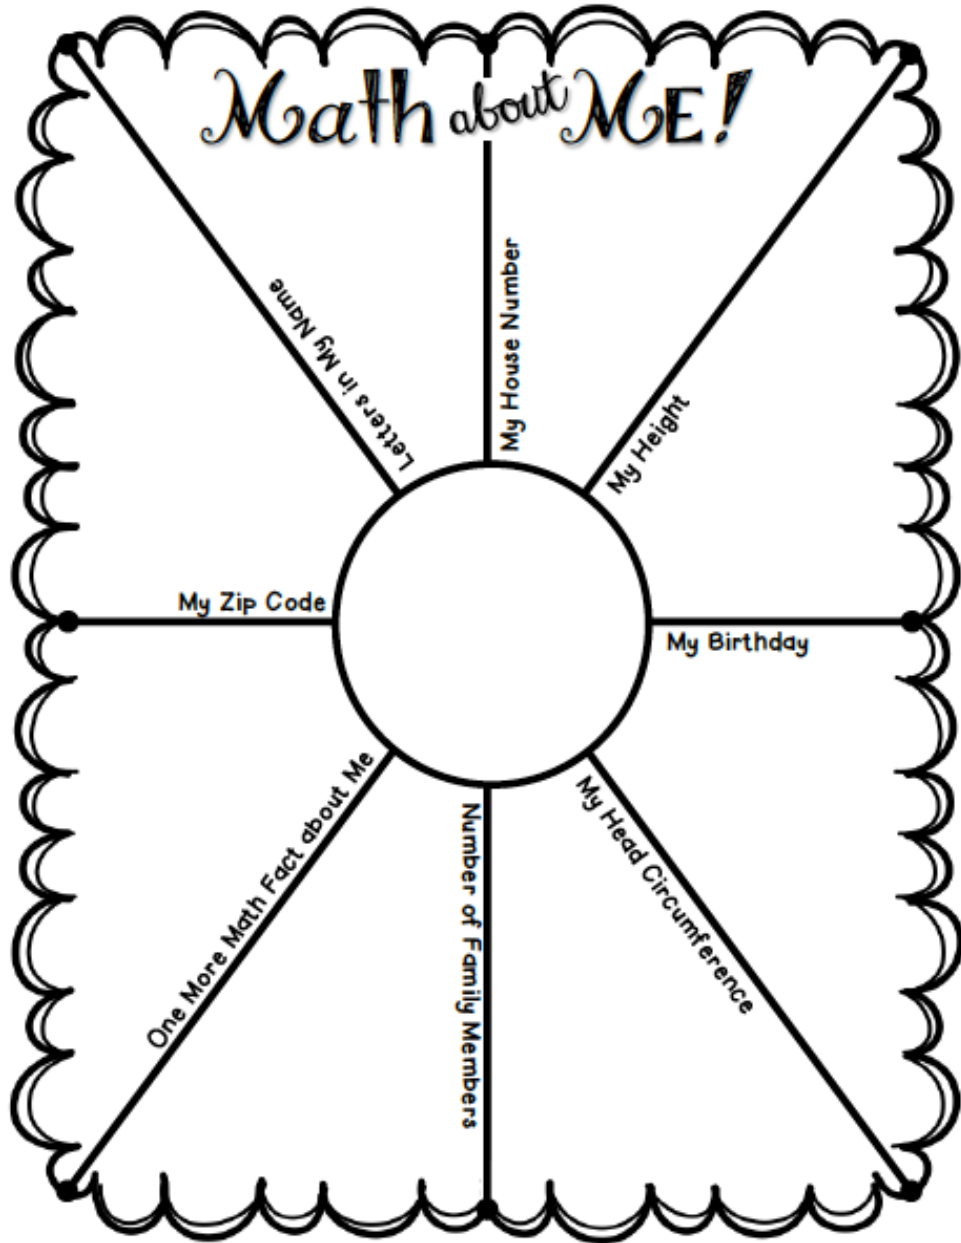 Math about ME!
Letters in My Name
My House Number
My Height
My Zip Code
My Birthday
One More Math Fact about Me
Number of Family Members
My Head Circumference